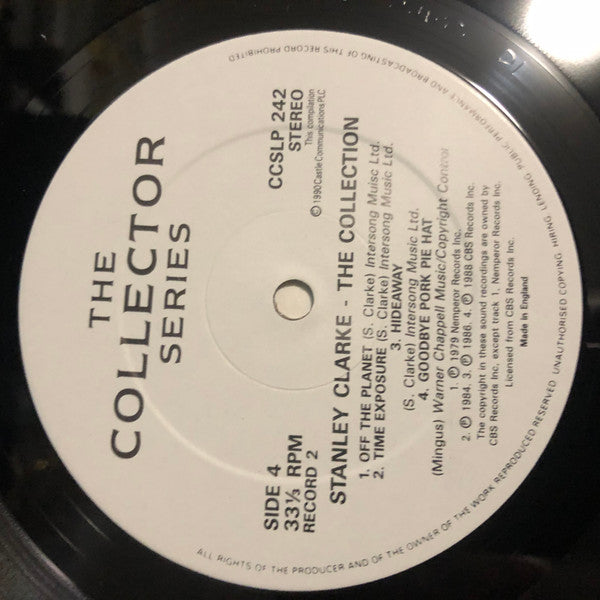 THE
COLLECTOR
SERIES
SIDE 4
33⅓ RPM
RECORD 2
CCSLP 242
STEREO
This compilation
Ⓟ 1990 Castle Communications PLC
STANLEY CLARKE - THE COLLECTION
1. OFF THE PLANET (S. Clarke) Intersong Muisc Ltd.
2. TIME EXPOSURE (S. Clarke) Intersong Music Ltd.
3. HIDEAWAY
(S. Clarke) Intersong Music Ltd.
4. GOODBYE PORK PIE HAT
(Mingus) Warner Chappell Music/Copyright Control
1. Ⓟ 1979 Nemperor Records Inc.
2. Ⓟ 1984. 3. Ⓟ 1986. 4. Ⓟ 1988 CBS Records Inc.
The copyright in these sound recordings are owned by
CBS Records Inc, except track 1, Nemperor Records Inc.
Licensed from CBS Records Inc.
Made in England
ALL RIGHTS OF THE PRODUCER AND OF THE OWNER OF THE WORK REPRODUCED RESERVED UNAUTHORISED COPYING HIRING LENDING PUBLIC PERFORMANCE AND BROADCASTING OF THIS RECORD PROHIBITED